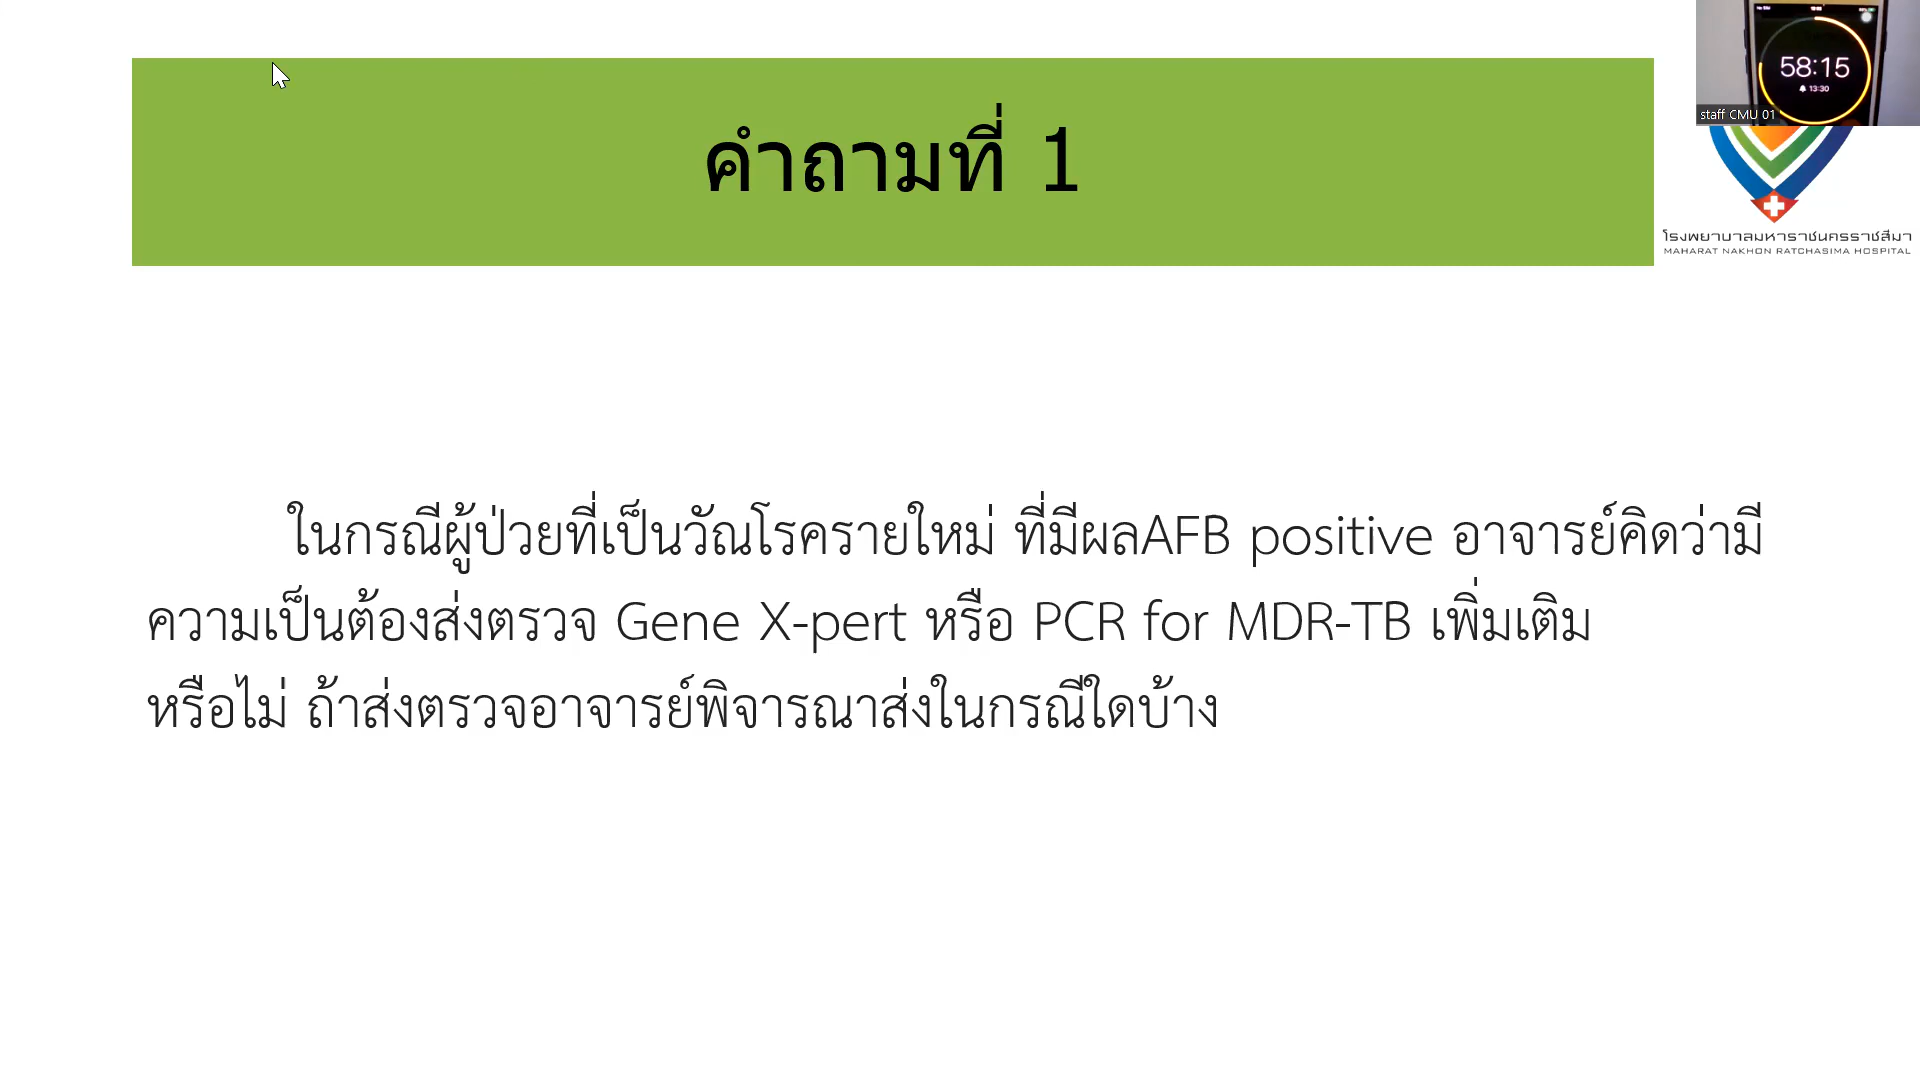 58:15
13:30
staff CMU 01
คำถามที่ 1
โรงพยาบาลมหาราชนครราชสีมา
MAHARAT NAKHON RATCHASIMA HOSPITAL
ในกรณีผู้ป่วยที่เป็นวัณโรครายใหม่ ที่มีผลAFB positive อาจารย์คิดว่ามี
ความเป็นต้องส่งตรวจ Gene X-pert หรือ PCR for MDR-TB เพิ่มเติม
หรือไม่ ถ้าส่งตรวจอาจารย์พิจารณาส่งในกรณีใดบ้าง